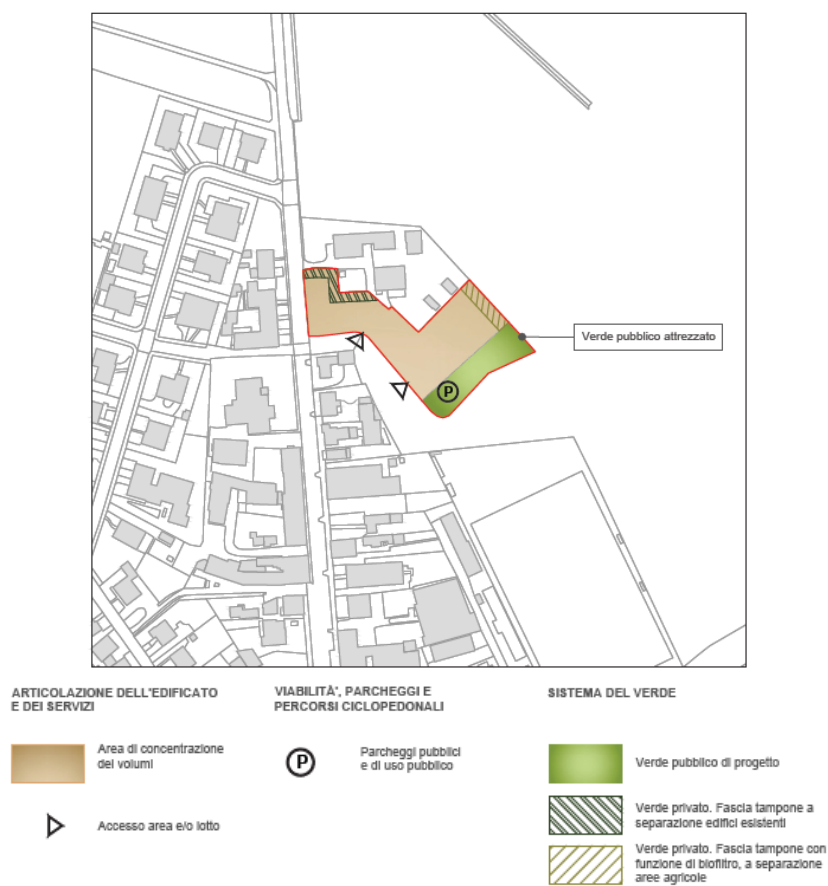 Verde pubblico attrezzato
P
ARTICOLAZIONE DELL'EDIFICATO
E DEI SERVIZI
Area di concentrazione
dei volumi
Accesso area e/o lotto
VIABILITÀ', PARCHEGGI E
PERCORSI CICLOPEDONALI
P
Parcheggi pubblici
e di uso pubblico
SISTEMA DEL VERDE
Verde pubblico di progetto
Verde privato. Fascia tampone a
separazione edifici esistenti
Verde privato. Fascia tampone con
funzione di biofiltro, a separazione
aree agricole